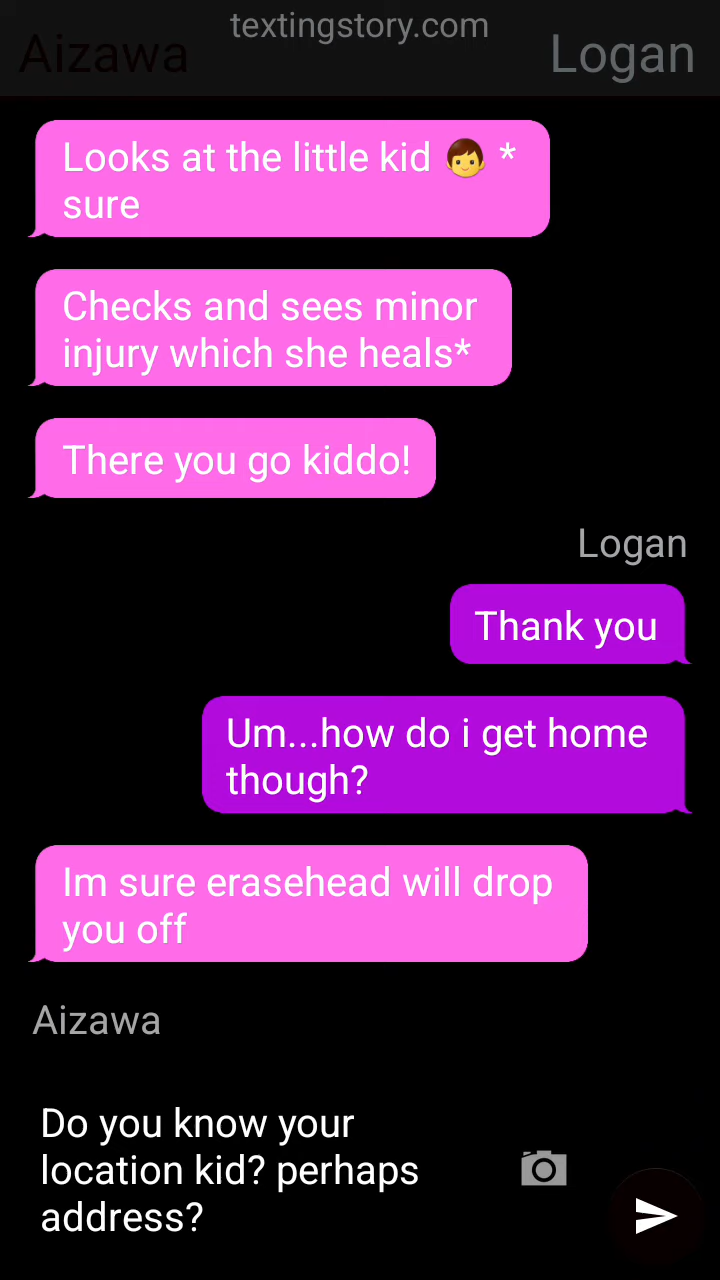 textingstory.com
Aizawa
Logan
Looks at the little kid 👦 *
sure
Checks and sees minor
injury which she heals*
There you go kiddo!
Logan
Thank you
Um...how do i get home
though?
Im sure erasehead will drop
you off
Aizawa
Do you know your
location kid? perhaps
address?